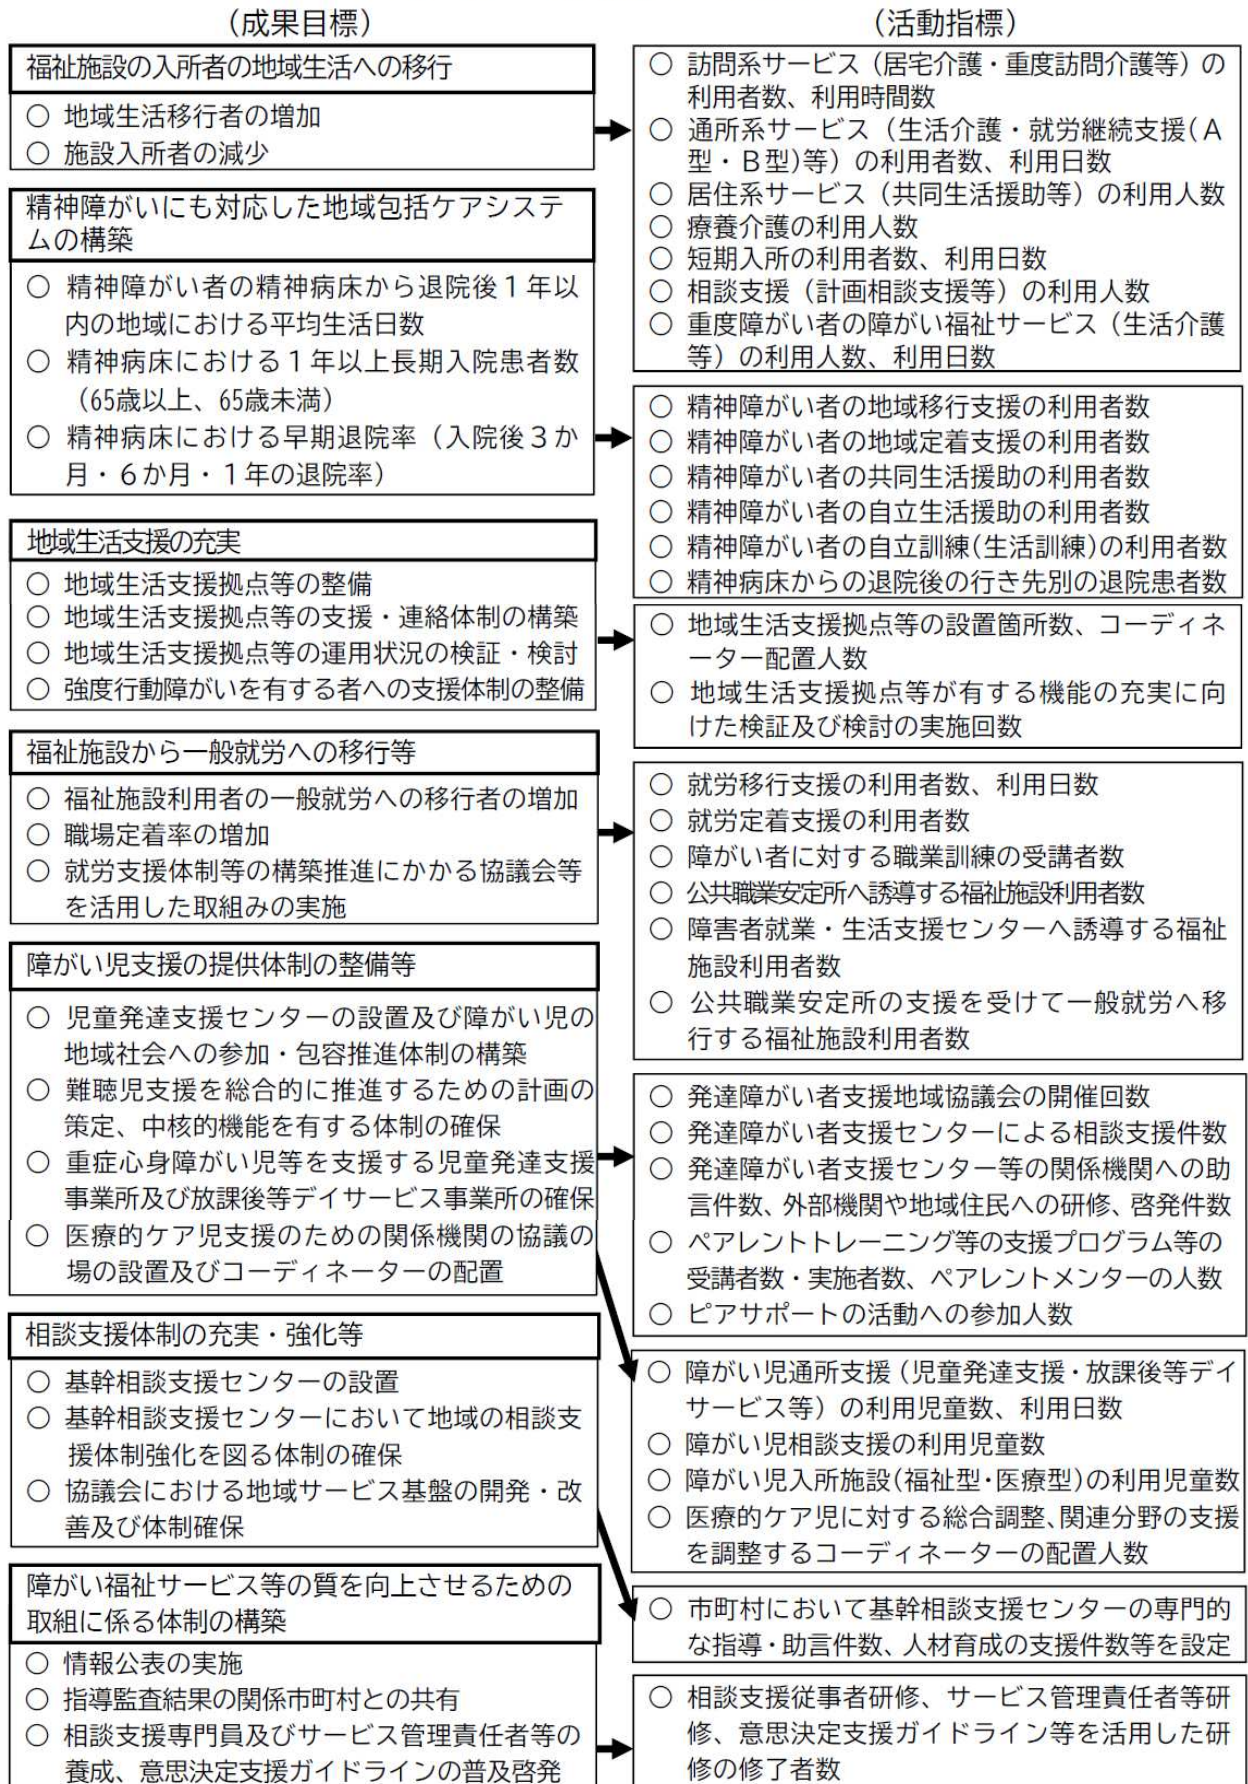 （成果目標）
福祉施設の入所者の地域生活への移行
○ 地域生活移行者の増加
○ 施設入所者の減少
精神障がいにも対応した地域包括ケアシステ
ムの構築
○ 精神障がい者の精神病床から退院後１年以
内の地域における平均生活日数
○ 精神病床における１年以上長期入院患者数
（65歳以上、65歳未満）
○ 精神病床における早期退院率（入院後３か
月・６か月・１年の退院率）
地域生活支援の充実
○ 地域生活支援拠点等の整備
○ 地域生活支援拠点等の支援・連絡体制の構築
○ 地域生活支援拠点等の運用状況の検証・検討
○ 強度行動障がいを有する者への支援体制の整備
福祉施設から一般就労への移行等
○ 福祉施設利用者の一般就労への移行者の増加
○ 職場定着率の増加
○ 就労支援体制等の構築推進にかかる協議会等
を活用した取組みの実施
障がい児支援の提供体制の整備等
○ 児童発達支援センターの設置及び障がい児の
地域社会への参加・包容推進体制の構築
○ 難聴児支援を総合的に推進するための計画の
策定、中核的機能を有する体制の確保
○ 重症心身障がい児等を支援する児童発達支援
事業所及び放課後等デイサービス事業所の確保
○ 医療的ケア児支援のための関係機関の協議の
場の設置及びコーディネーターの配置
相談支援体制の充実・強化等
○ 基幹相談支援センターの設置
○ 基幹相談支援センターにおいて地域の相談支
援体制強化を図る体制の確保
○ 協議会における地域サービス基盤の開発・改
善及び体制確保
障がい福祉サービス等の質を向上させるための
取組に係る体制の構築
○ 情報公表の実施
○ 指導監査結果の関係市町村との共有
○ 相談支援専門員及びサービス管理責任者等の
養成、意思決定支援ガイドラインの普及啓発
（活動指標）
○ 訪問系サービス（居宅介護・重度訪問介護等）の
利用者数、利用時間数
○ 通所系サービス（生活介護・就労継続支援(Ａ
型・Ｂ型)等）の利用者数、利用日数
○ 居住系サービス（共同生活援助等）の利用人数
○ 療養介護の利用人数
○ 短期入所の利用者数、利用日数
○ 相談支援（計画相談支援等）の利用人数
○ 重度障がい者の障がい福祉サービス（生活介護
等）の利用人数、利用日数
○ 精神障がい者の地域移行支援の利用者数
○ 精神障がい者の地域定着支援の利用者数
○ 精神障がい者の共同生活援助の利用者数
○ 精神障がい者の自立生活援助の利用者数
○ 精神障がい者の自立訓練(生活訓練)の利用者数
○ 精神病床からの退院後の行き先別の退院患者数
○ 地域生活支援拠点等の設置箇所数、コーディネ
ーター配置人数
○ 地域生活支援拠点等が有する機能の充実に向
けた検証及び検討の実施回数
○ 就労移行支援の利用者数、利用日数
○ 就労定着支援の利用者数
○ 障がい者に対する職業訓練の受講者数
○ 公共職業安定所へ誘導する福祉施設利用者数
○ 障害者就業・生活支援センターへ誘導する福祉
施設利用者数
○ 公共職業安定所の支援を受けて一般就労へ移
行する福祉施設利用者数
○ 発達障がい者支援地域協議会の開催回数
○ 発達障がい者支援センターによる相談支援件数
○ 発達障がい者支援センター等の関係機関への助
言件数、外部機関や地域住民への研修、啓発件数
○ ペアレントトレーニング等の支援プログラム等の
受講者数・実施者数、ペアレントメンターの人数
○ ピアサポートの活動への参加人数
○ 障がい児通所支援（児童発達支援・放課後等デイ
サービス等）の利用児童数、利用日数
○ 障がい児相談支援の利用児童数
○ 障がい児入所施設(福祉型・医療型)の利用児童数
○ 医療的ケア児に対する総合調整、関連分野の支援
を調整するコーディネーターの配置人数
○ 市町村において基幹相談支援センターの専門的
な指導・助言件数、人材育成の支援件数等を設定
○ 相談支援従事者研修、サービス管理責任者等研
修、意思決定支援ガイドライン等を活用した研
修の修了者数